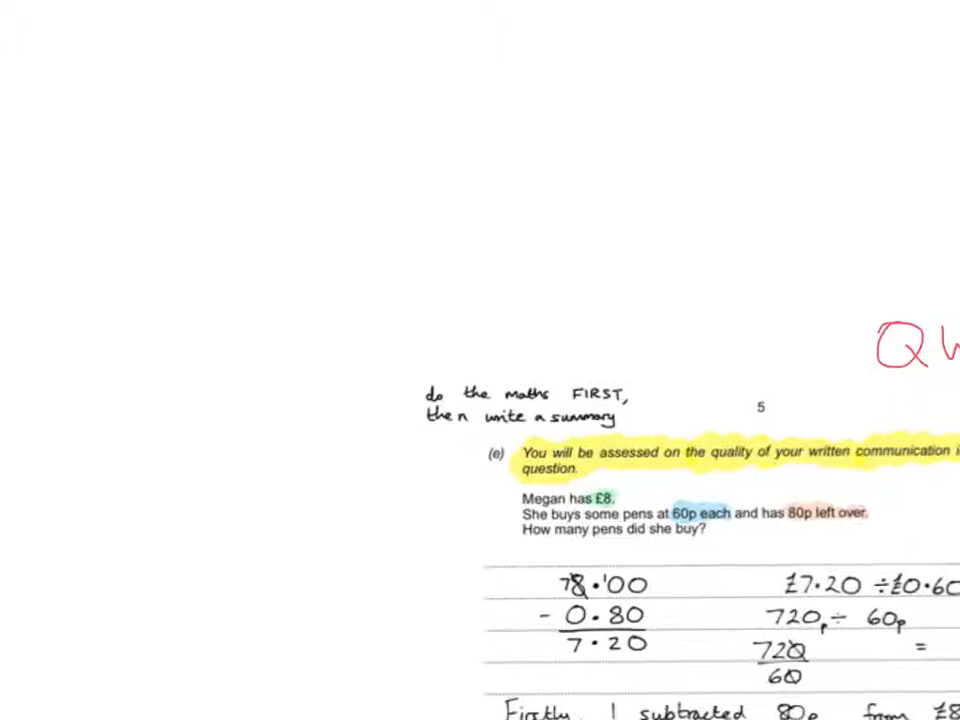 Q
do the maths FIRST,
then write a summary
5
(e) You will be assessed on the quality of your written communication
question.
Megan has £8.
She buys some pens at 60p each and has 80p left over.
How many pens did she buy?
78.'00 £7.20 ÷ £0.60
- 0.80 720p ÷ 60p
7.20 720 =
60
Firstly, I subtracted 80p from £8